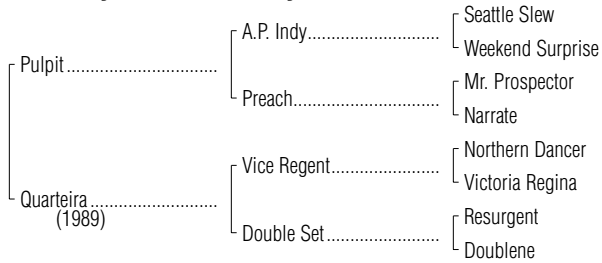 Seattle Slew
A.P. Indy
Weekend Surprise
Pulpit
Mr. Prospector
Preach
Narrate
Northern Dancer
Vice Regent
Victoria Regina
Quarteira
(1989)
Resurgent
Double Set
Doublene